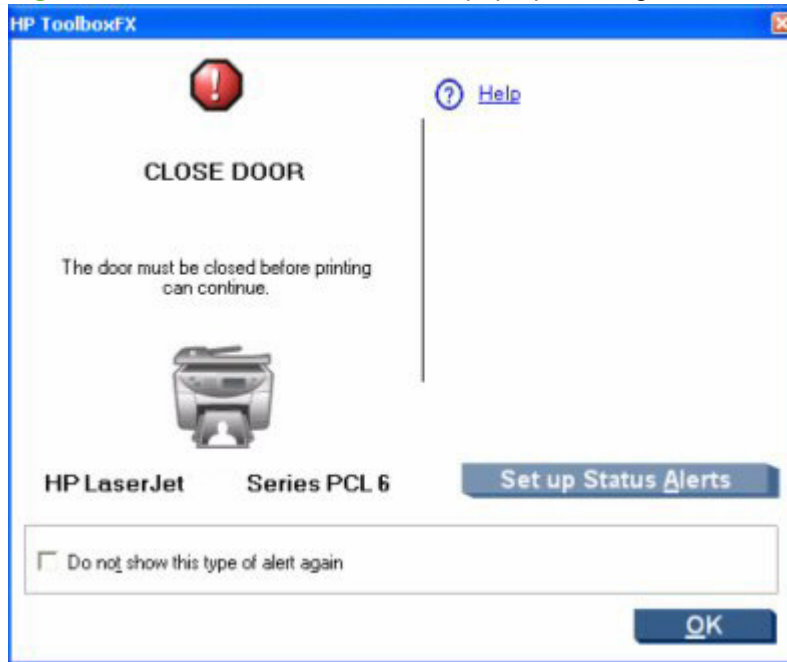 HP ToolboxFX
Help
CLOSE DOOR
The door must be closed before printing
can continue.
HP LaserJet Series PCL 6
Set up Status Alerts
Do not show this type of alert again
OK